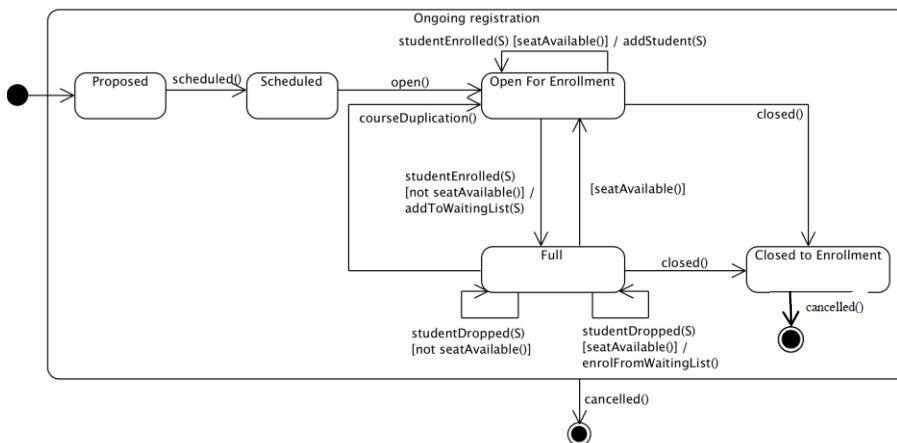 Ongoing registration
studentEnrolled(S) [seatAvailable()] / addStudent(S)
Proposed
scheduled()
Scheduled
open()
Open For Enrollment
courseDuplication()
closed()
studentEnrolled(S)
[not seatAvailable()] /
addToWaitingList(S)
[seatAvailable()]
Full
closed()
Closed to Enrollment
cancelled()
studentDropped(S)
[not seatAvailable()]
studentDropped(S)
[seatAvailable()] /
enrolFromWaitingList()
cancelled()